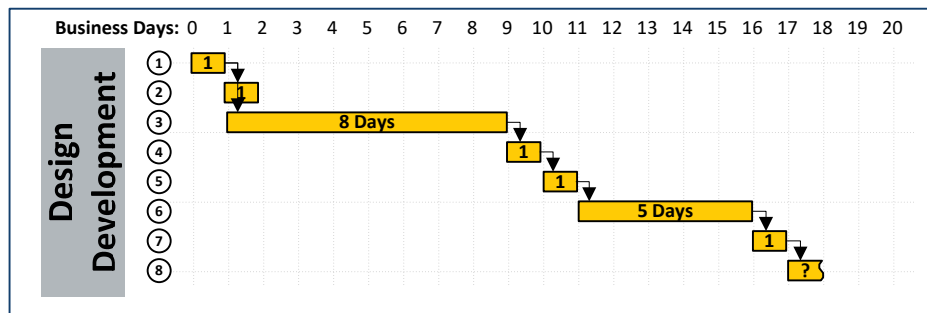 Business Days: 0 1 2 3 4 5 6 7 8 9 10 11 12 13 14 15 16 17 18 19 20
Design
Development
1 1
2 1
3 8 Days
4 1
5 1
6 5 Days
7 1
8 ?